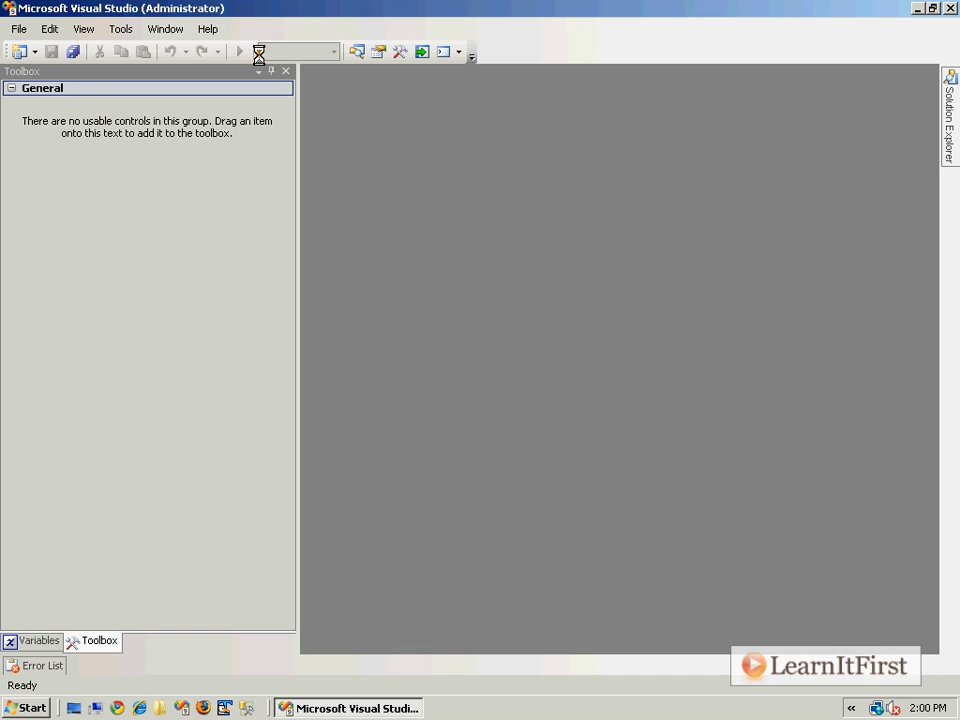 Microsoft Visual Studio (Administrator)
File Edit View Tools Window Help
Toolbox
General
There are no usable controls in this group. Drag an item
onto this text to add it to the toolbox.
Solution Explorer
Variables Toolbox
Error List
Ready
LearnItFirst
Start Microsoft Visual Studi... 2:00 PM